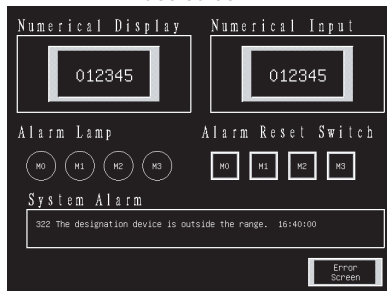 Numerical Display Numerical Input
012345 012345
Alarm Lamp Alarm Reset Switch
M0 M1 M2 M3 M0 M1 M2 M3
System Alarm
322 The designation device is outside the range. 16:40:00
Error
Screen